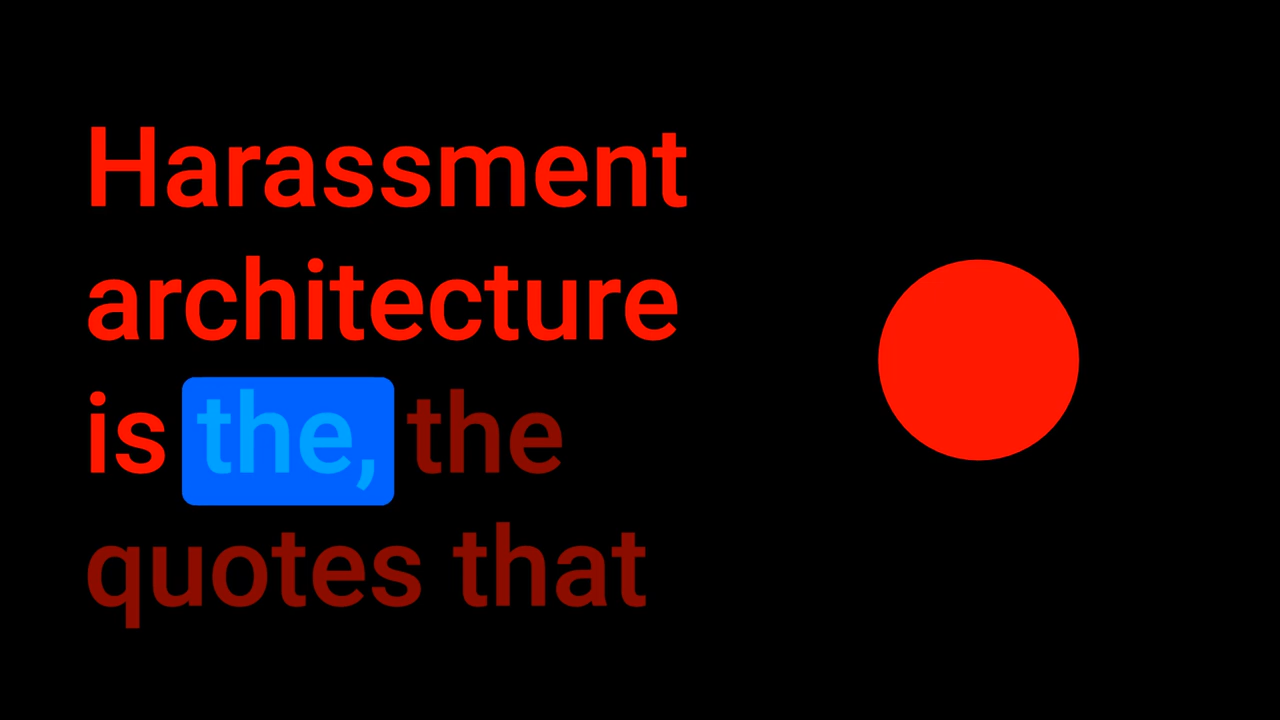 Harassment
architecture
is the, the
quotes that